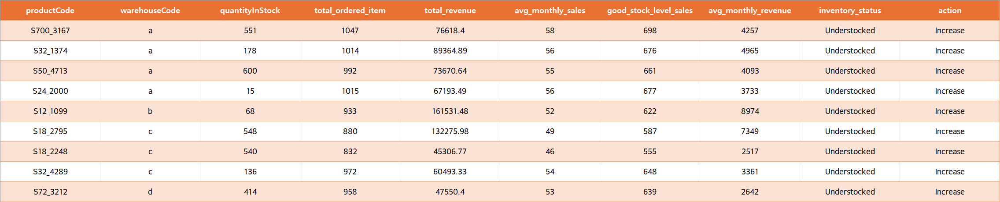 productCode warehouseCode quantityInStock total_ordered_item total_revenue avg_monthly_sales good_stock_level_sales avg_monthly_revenue inventory_status action
S700_3167 a 551 1047 76618.4 58 698 4257 Understocked Increase
S32_1374 a 178 1014 89364.89 56 676 4965 Understocked Increase
S50_4713 a 600 992 73670.64 55 661 4093 Understocked Increase
S24_2000 a 15 1015 67193.49 56 677 3733 Understocked Increase
S12_1099 b 68 933 161531.48 52 622 8974 Understocked Increase
S18_2795 c 548 880 132275.98 49 587 7349 Understocked Increase
S18_2248 c 540 832 45306.77 46 555 2517 Understocked Increase
S32_4289 c 136 972 60493.33 54 648 3361 Understocked Increase
S72_3212 d 414 958 47550.4 53 639 2642 Understocked Increase